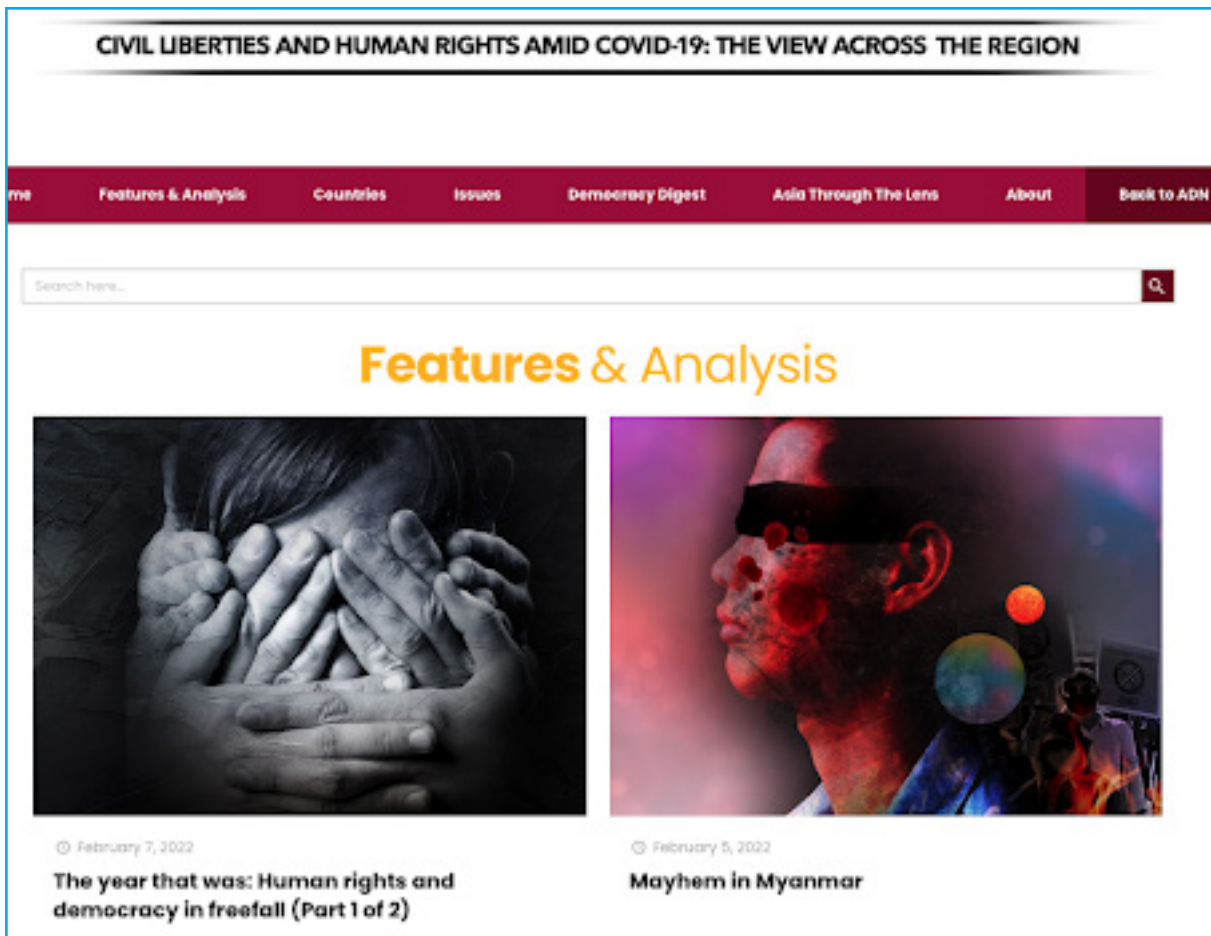 CIVIL LIBERTIES AND HUMAN RIGHTS AMID COVID-19: THE VIEW ACROSS THE REGION
me Features & Analysis Countries Issues Democracy Digest Asia Through The Lens About Back to ADN
Search here...
Features & Analysis
February 7, 2022
The year that was: Human rights and
democracy in freefall (Part 1 of 2)
February 5, 2022
Mayhem in Myanmar